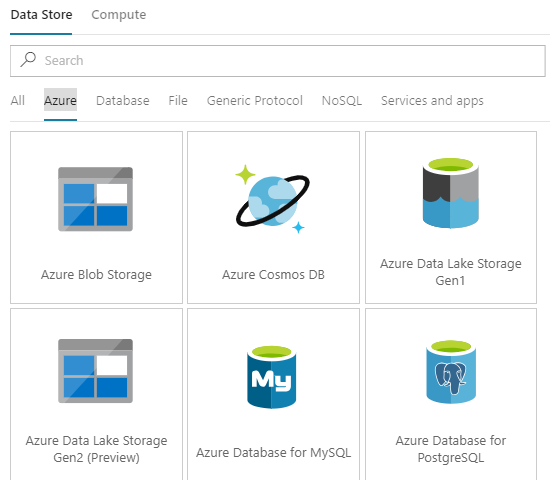 Data Store Compute
Search
All Azure Database File Generic Protocol NoSQL Services and apps
Azure Blob Storage
Azure Cosmos DB
Azure Data Lake Storage
Gen1
Azure Data Lake Storage
Gen2 (Preview)
My
Azure Database for MySQL
Azure Database for
PostgreSQL